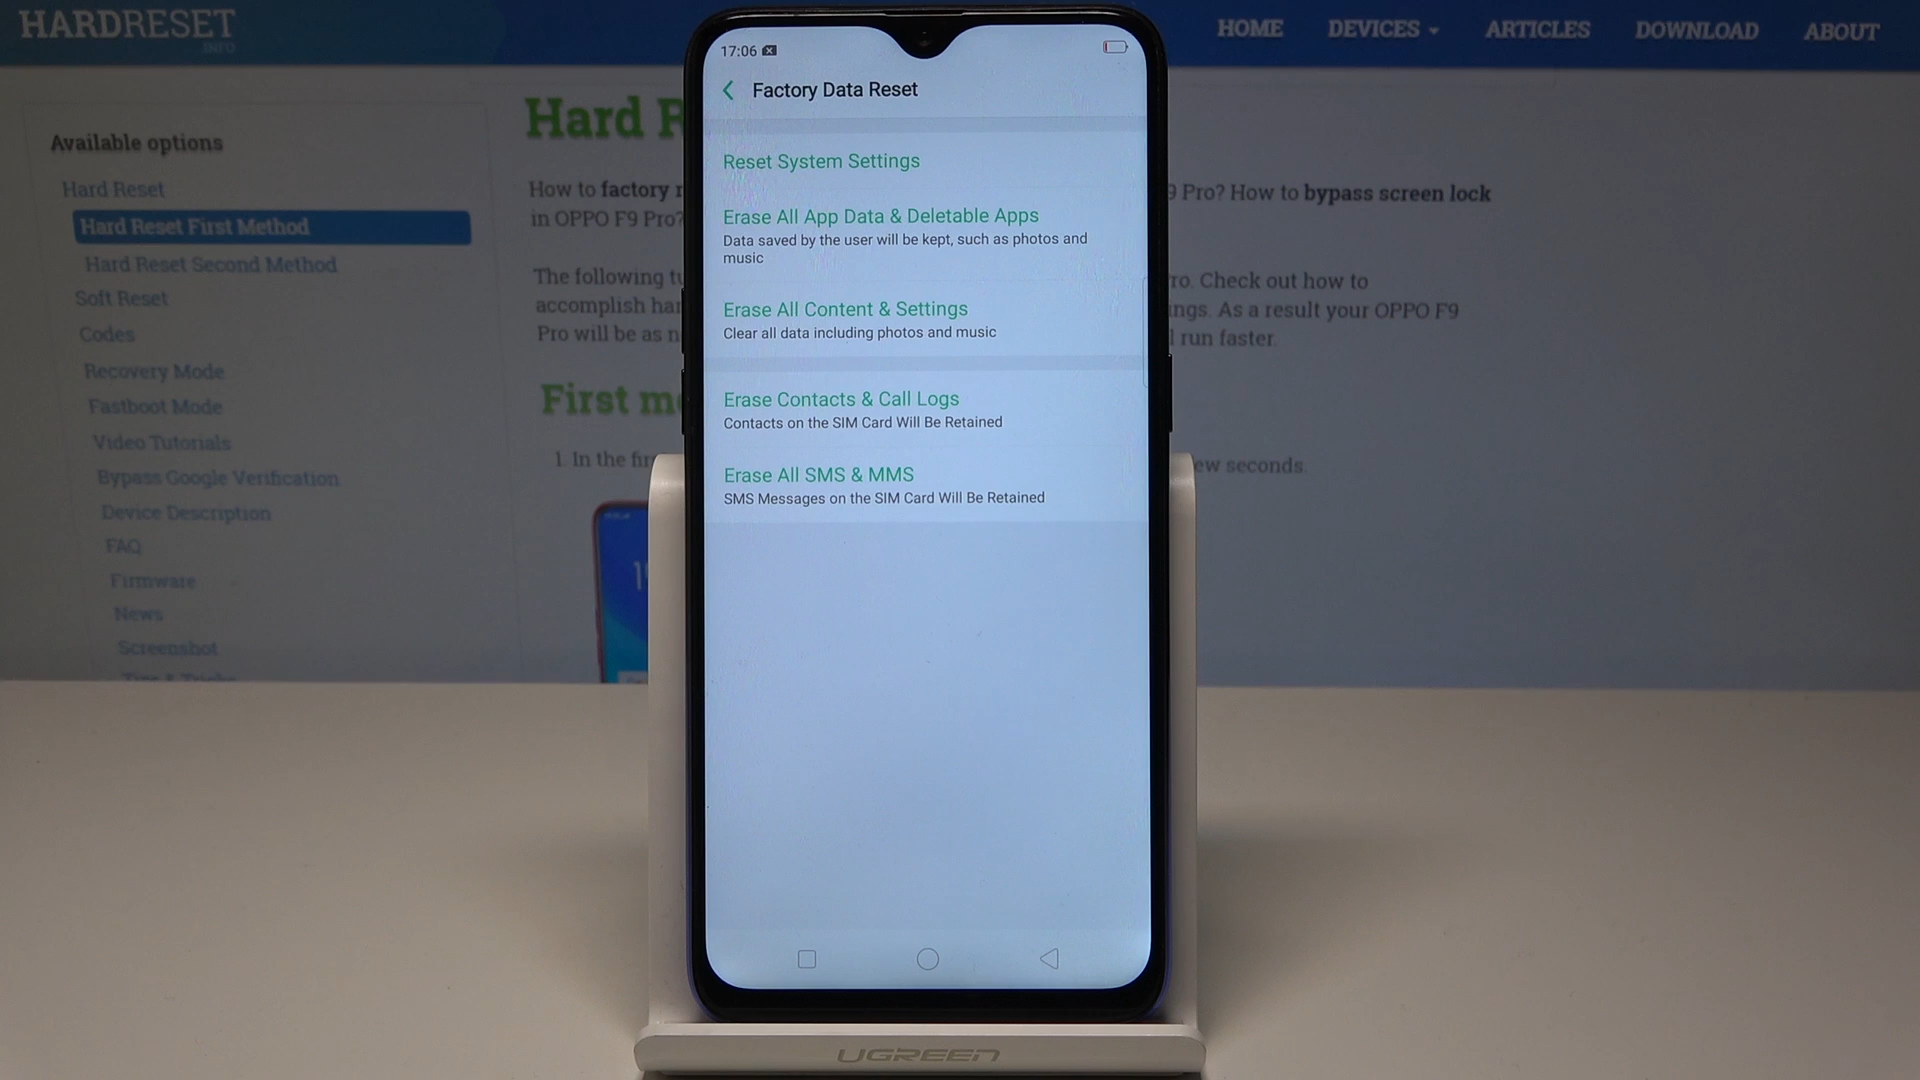 HARDRESET
INFO
HOME DEVICES ARTICLES DOWNLOAD ABOUT
Available options
Hard Reset
Hard Reset First Method
Hard Reset Second Method
Soft Reset
Codes
Recovery Mode
Fastboot Mode
Video Tutorials
Bypass Google Verification
Device Description
FAQ
Firmware
News
Screenshot
Tips & Tricks
Hard R
How to factory r
9 Pro? How to bypass screen lock
in OPPO F9 Pro?
The following tu
ro. Check out how to
accomplish har
ngs. As a result your OPPO F9
Pro will be as n
l run faster.
First me
1. In the firs
ew seconds.
17:06
Factory Data Reset
Reset System Settings
Erase All App Data & Deletable Apps
Data saved by the user will be kept, such as photos and
music
Erase All Content & Settings
Clear all data including photos and music
Erase Contacts & Call Logs
Contacts on the SIM Card Will Be Retained
Erase All SMS & MMS
SMS Messages on the SIM Card Will Be Retained
UGREEN